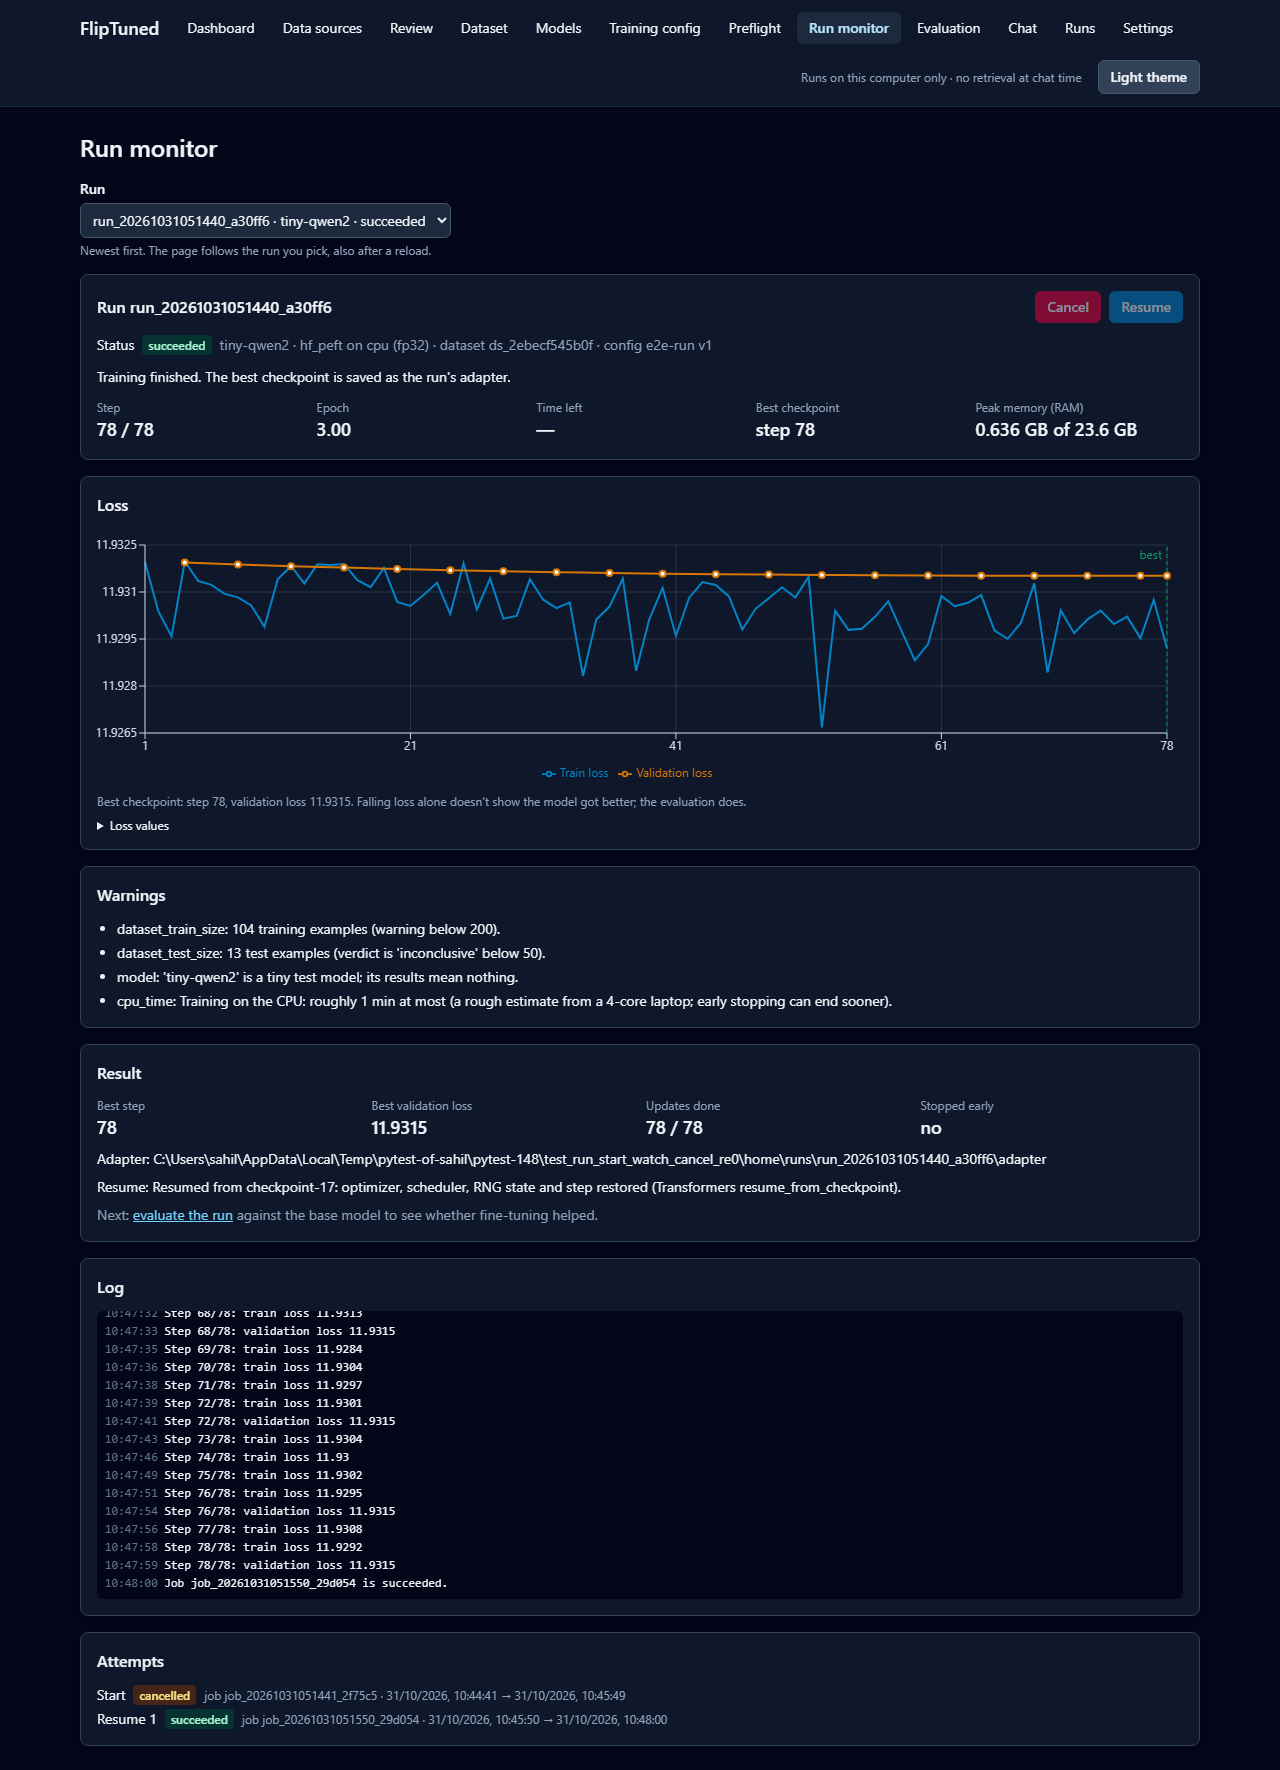 FlipTuned Dashboard Data sources Review Dataset Models Training config Preflight Run monitor Evaluation Chat Runs Settings
Runs on this computer only · no retrieval at chat time Light theme
Run monitor
Run
run_20261031051440_a30ff6 · tiny-qwen2 · succeeded
Newest first. The page follows the run you pick, also after a reload.
Run run_20261031051440_a30ff6 Cancel Resume
Status succeeded tiny-qwen2 · hf_peft on cpu (fp32) · dataset ds_2ebecf545b0f · config e2e-run v1
Training finished. The best checkpoint is saved as the run's adapter.
Step Epoch Time left Best checkpoint Peak memory (RAM)
78 / 78 3.00 — step 78 0.636 GB of 23.6 GB
Loss
11.9325
best
11.931
11.9295
11.928
11.9265
1 21 41 61 78
Train loss Validation loss
Best checkpoint: step 78, validation loss 11.9315. Falling loss alone doesn't show the model got better; the evaluation does.
Loss values
Warnings
dataset_train_size: 104 training examples (warning below 200).
dataset_test_size: 13 test examples (verdict is 'inconclusive' below 50).
model: 'tiny-qwen2' is a tiny test model; its results mean nothing.
cpu_time: Training on the CPU: roughly 1 min at most (a rough estimate from a 4-core laptop; early stopping can end sooner).
Result
Best step Best validation loss Updates done Stopped early
78 11.9315 78 / 78 no
Adapter: C:\Users\sahil\AppData\Local\Temp\pytest-of-sahil\pytest-148\test_run_start_watch_cancel_re0\home\runs\run_20261031051440_a30ff6\adapter
Resume: Resumed from checkpoint-17: optimizer, scheduler, RNG state and step restored (Transformers resume_from_checkpoint).
Next: evaluate the run against the base model to see whether fine-tuning helped.
Log
10:47:32 Step 68/78: train loss 11.9313
10:47:33 Step 68/78: validation loss 11.9315
10:47:35 Step 69/78: train loss 11.9284
10:47:36 Step 70/78: train loss 11.9304
10:47:38 Step 71/78: train loss 11.9297
10:47:39 Step 72/78: train loss 11.9301
10:47:41 Step 72/78: validation loss 11.9315
10:47:43 Step 73/78: train loss 11.9304
10:47:46 Step 74/78: train loss 11.93
10:47:49 Step 75/78: train loss 11.9302
10:47:51 Step 76/78: train loss 11.9295
10:47:54 Step 76/78: validation loss 11.9315
10:47:56 Step 77/78: train loss 11.9308
10:47:58 Step 78/78: train loss 11.9292
10:47:59 Step 78/78: validation loss 11.9315
10:48:00 Job job_20261031051550_29d054 is succeeded.
Attempts
Start cancelled job job_20261031051441_2f75c5 · 31/10/2026, 10:44:41 → 31/10/2026, 10:45:49
Resume 1 succeeded job job_20261031051550_29d054 · 31/10/2026, 10:45:50 → 31/10/2026, 10:48:00